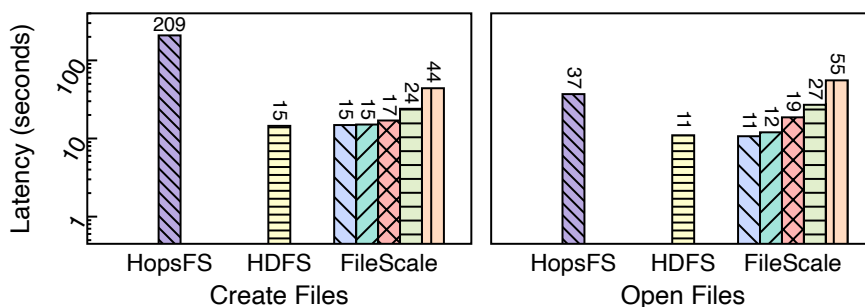 Latency (seconds)
100
10
1
209
15
15
15
17
24
44
HopsFS
HDFS
FileScale
Create Files
37
11
11
12
19
27
55
HopsFS
HDFS
FileScale
Open Files